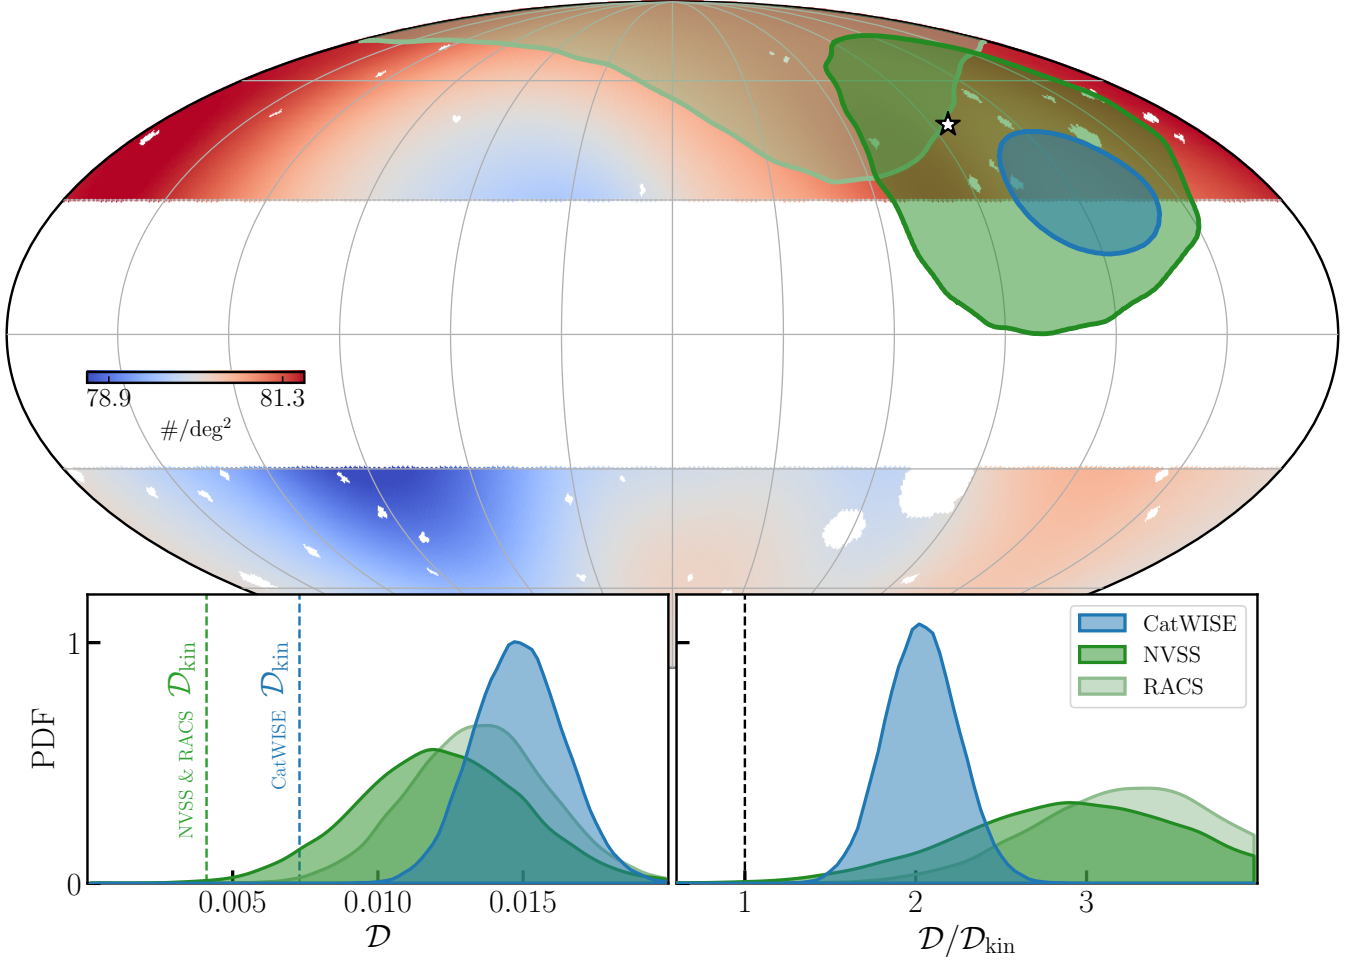 78.9 81.3
#/deg²
PDF
1
0
NVSS & RACS 𝒟kin
CatWISE 𝒟kin
0.005 0.010 0.015
𝒟
CatWISE
NVSS
RACS
1 2 3
𝒟/𝒟kin